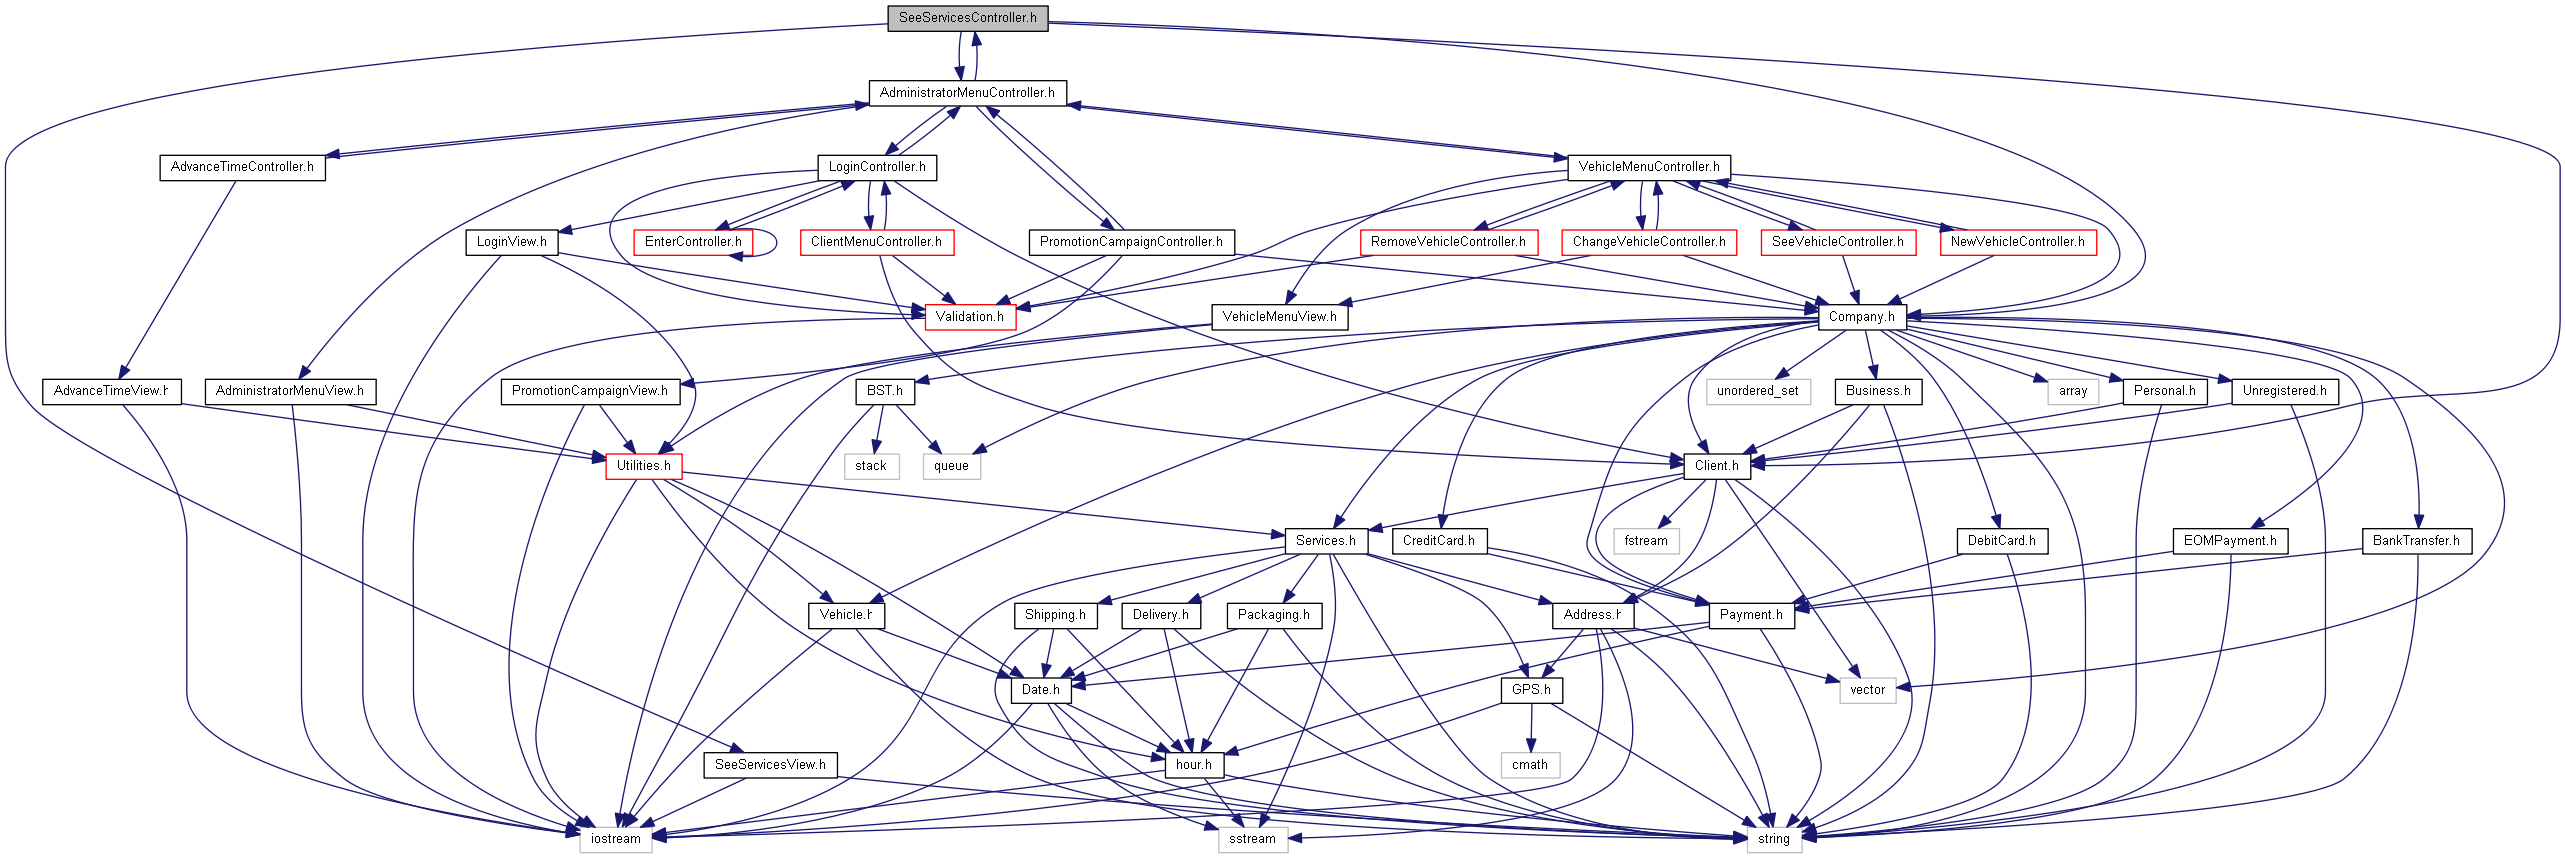 SeeServicesController.h
AdministratorMenuController.h
AdvanceTimeController.h
LoginController.h
VehicleMenuController.h
LoginView.h
EnterController.h
ClientMenuController.h
PromotionCampaignController.h
RemoveVehicleController.h
ChangeVehicleController.h
SeeVehicleController.h
NewVehicleController.h
Validation.h
VehicleMenuView.h
Company.h
AdvanceTimeView.h
AdministratorMenuView.h
PromotionCampaignView.h
BST.h
unordered_set
Business.h
array
Personal.h
Unregistered.h
Utilities.h
stack
queue
Client.h
Services.h
CreditCard.h
fstream
DebitCard.h
EOMPayment.h
BankTransfer.h
Vehicle.h
Shipping.h
Delivery.h
Packaging.h
Address.h
Payment.h
Date.h
GPS.h
vector
SeeServicesView.h
hour.h
cmath
iostream
sstream
string